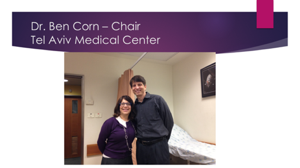 Dr. Ben Corn – Chair
Tel Aviv Medical Center